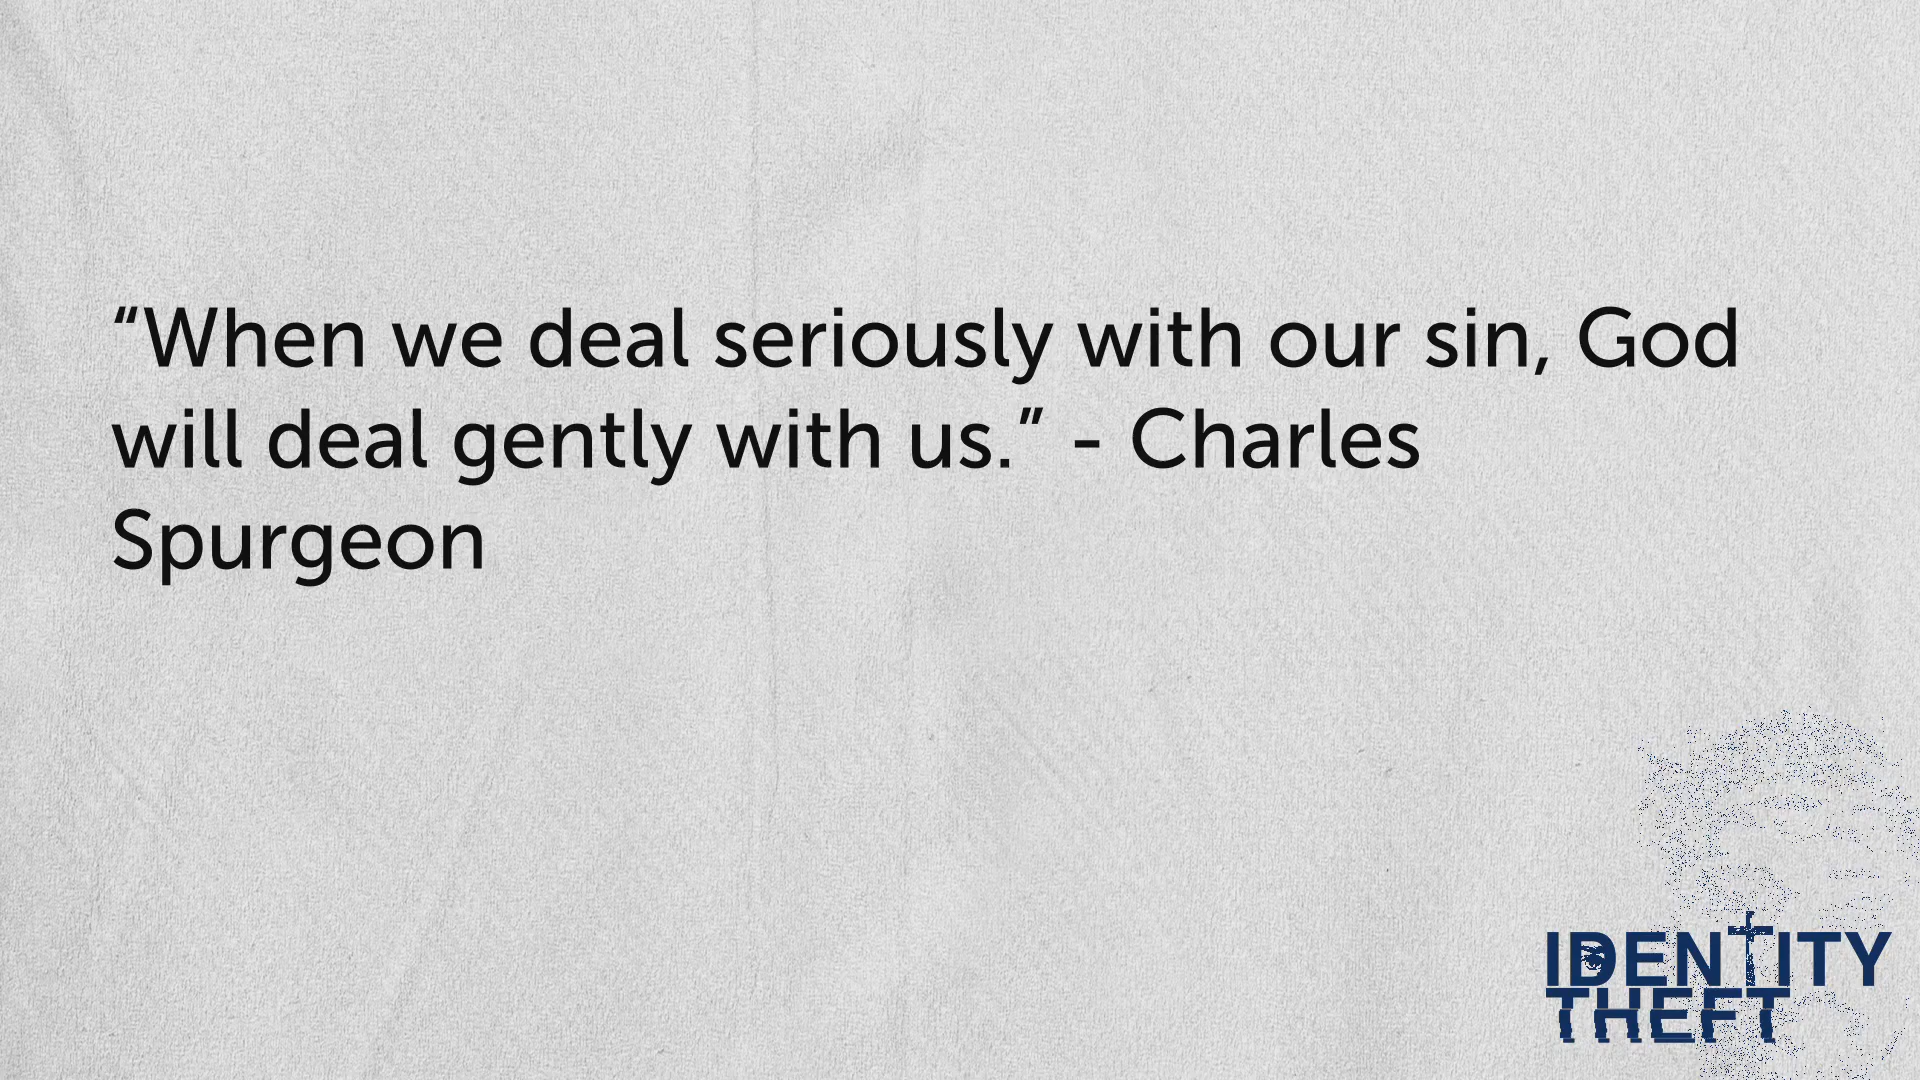 “When we deal seriously with our sin, God
will deal gently with us.” - Charles
Spurgeon
IDENTITY
THEFT